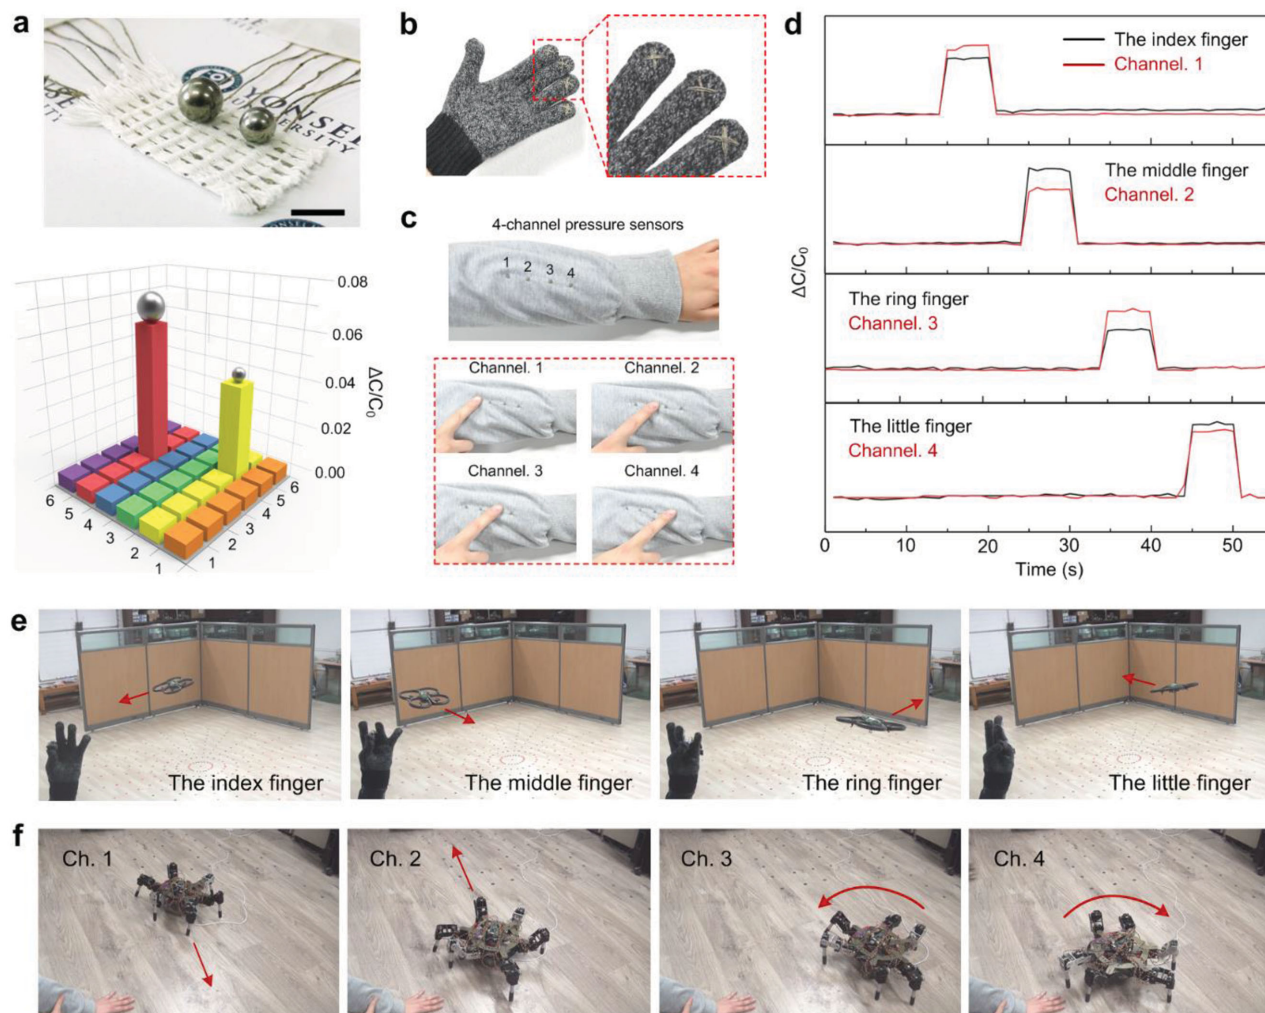 a
YONSEI
UNIVERSITY
b
c
4-channel pressure sensors
1 2 3 4
Channel. 1
Channel. 2
Channel. 3
Channel. 4
0.08
0.06
0.04
0.02
0.00
ΔC/C₀
6 5 4 3 2 1
1 2 3 4 5 6
d
The index finger
Channel. 1
The middle finger
Channel. 2
The ring finger
Channel. 3
The little finger
Channel. 4
ΔC/C₀
0 10 20 30 40 50
Time (s)
e
The index finger
The middle finger
The ring finger
The little finger
f
Ch. 1
Ch. 2
Ch. 3
Ch. 4